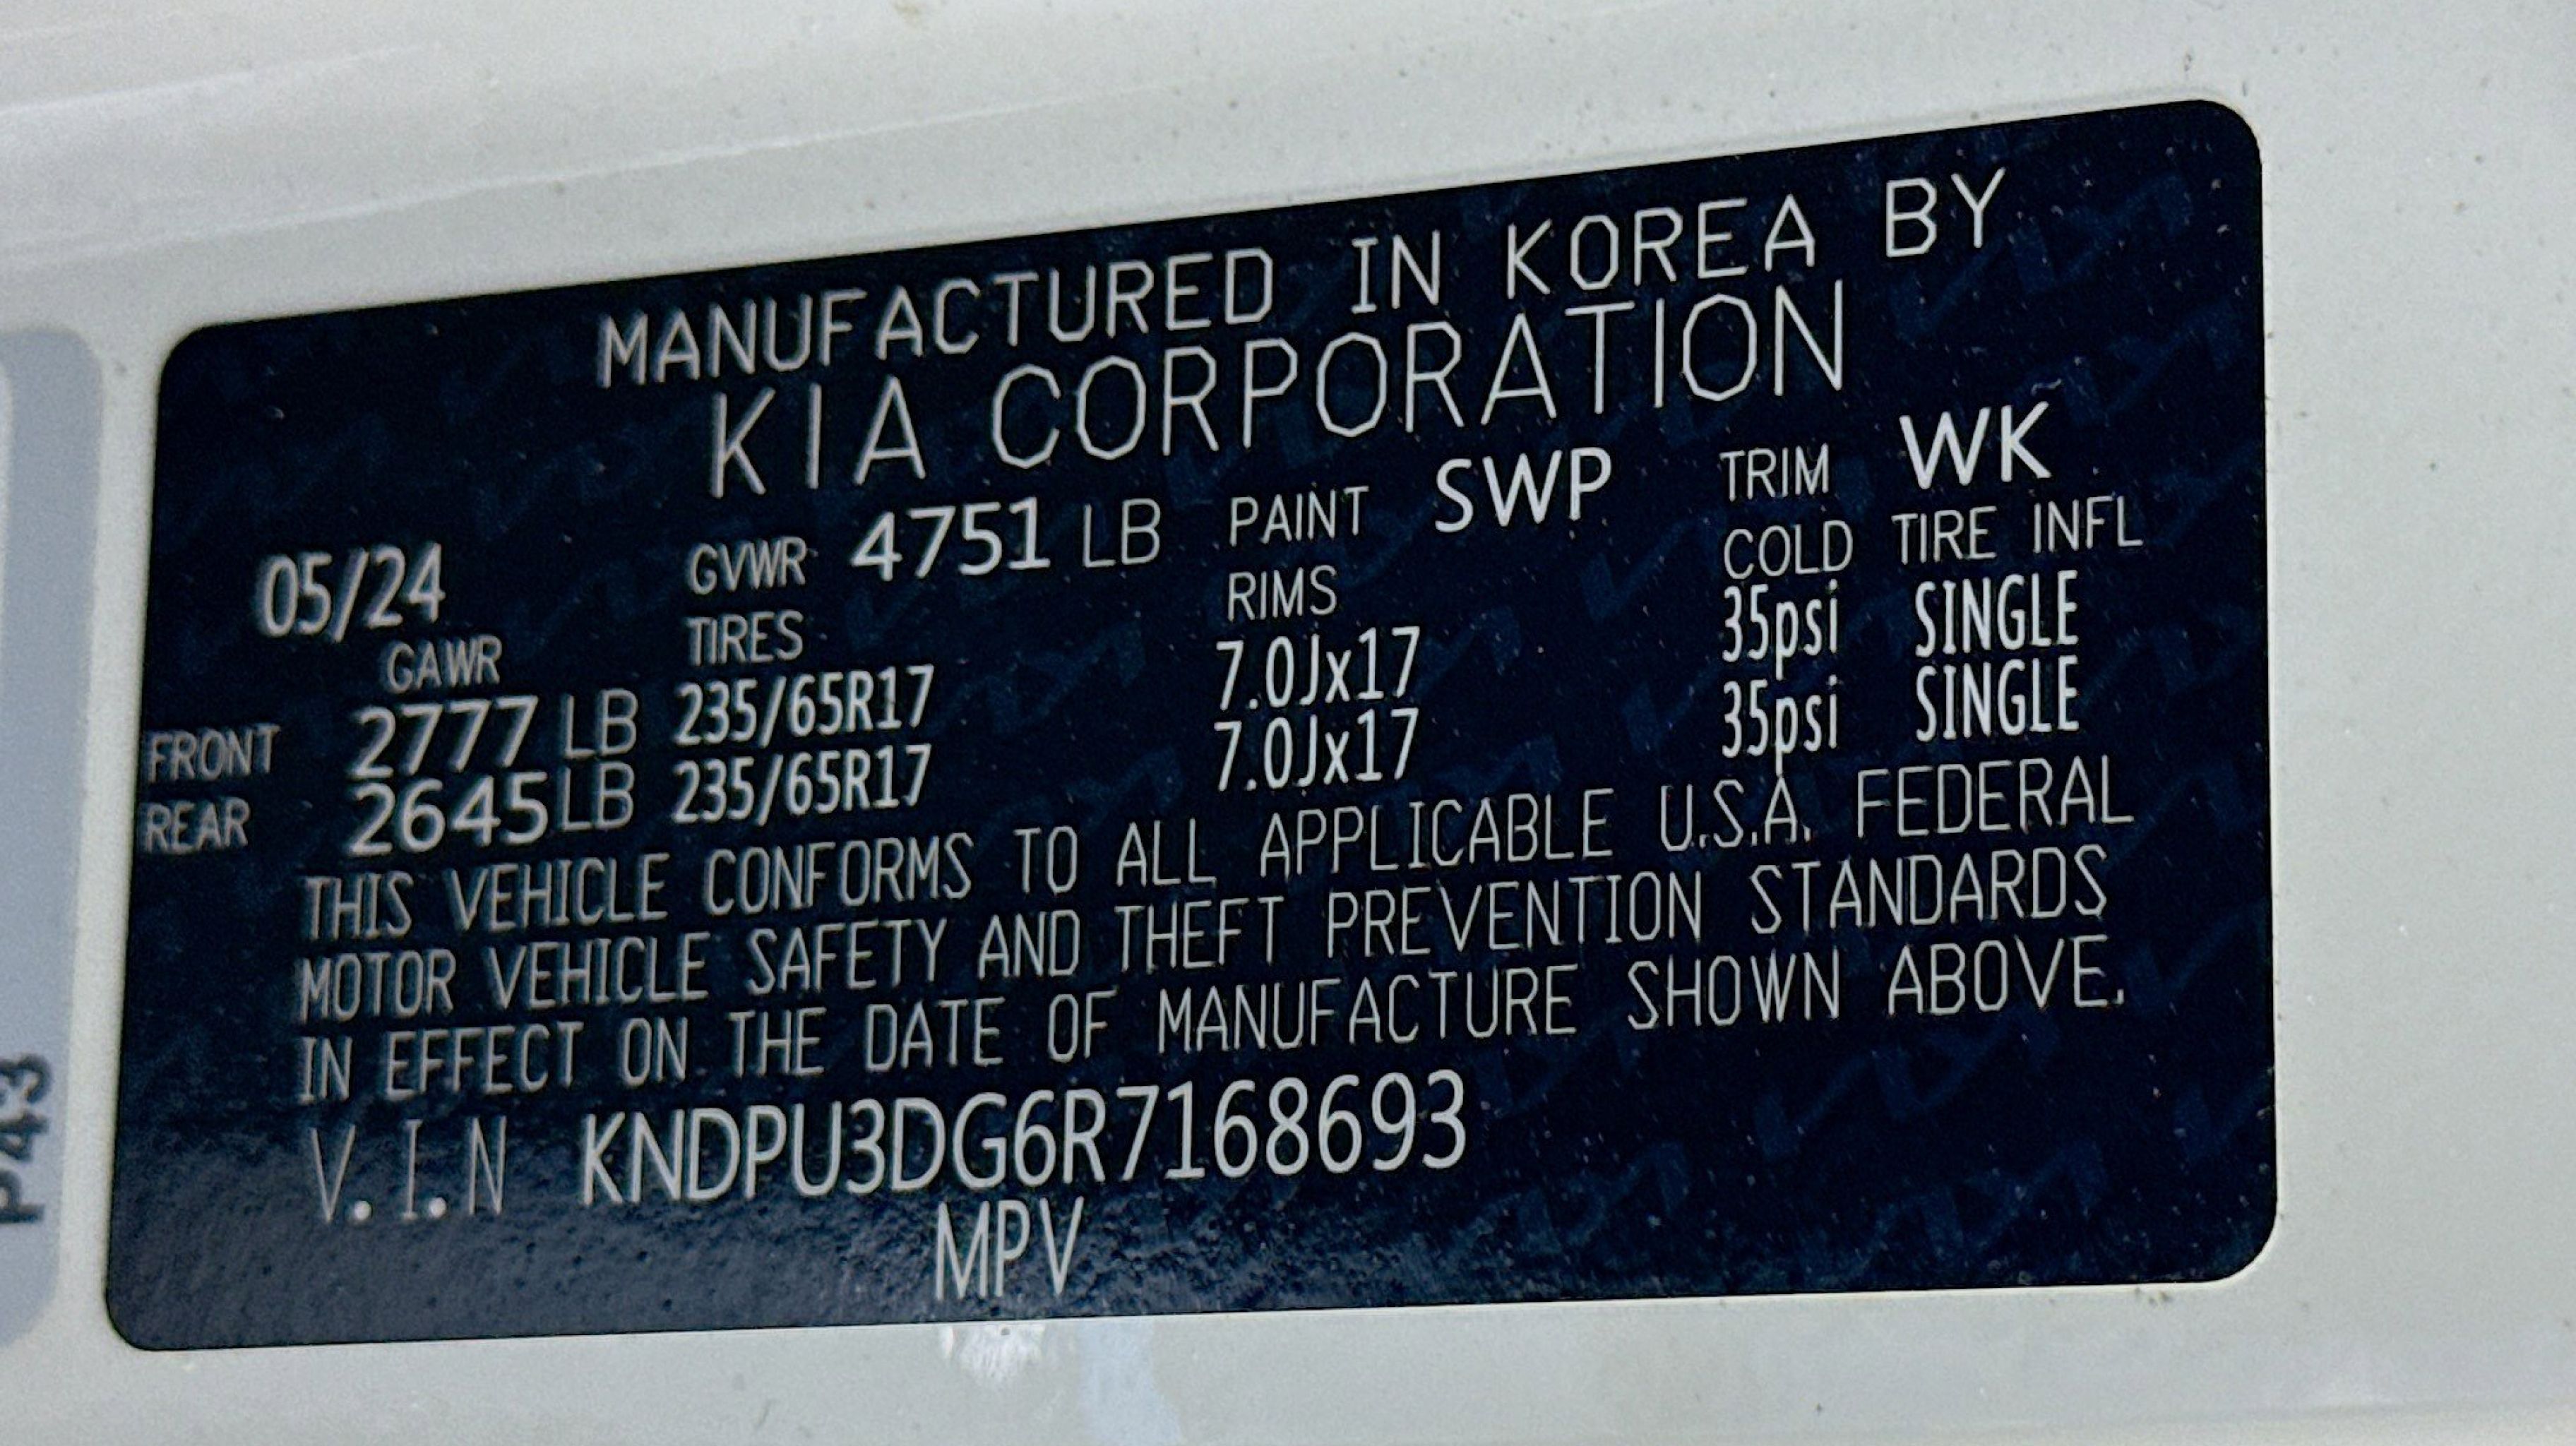 MANUFACTURED IN KOREA BY
KIA CORPORATION
05/24 GVWR 4751 LB PAINT SWP TRIM WK
GAWR TIRES RIMS COLD TIRE INFL
FRONT 2777 LB 235/65R17 7.0Jx17 35psi SINGLE
REAR 2645 LB 235/65R17 7.0Jx17 35psi SINGLE
THIS VEHICLE CONFORMS TO ALL APPLICABLE U.S.A. FEDERAL
MOTOR VEHICLE SAFETY AND THEFT PREVENTION STANDARDS
IN EFFECT ON THE DATE OF MANUFACTURE SHOWN ABOVE.
V.I.N KNDPU3DG6R7168693
MPV
P243